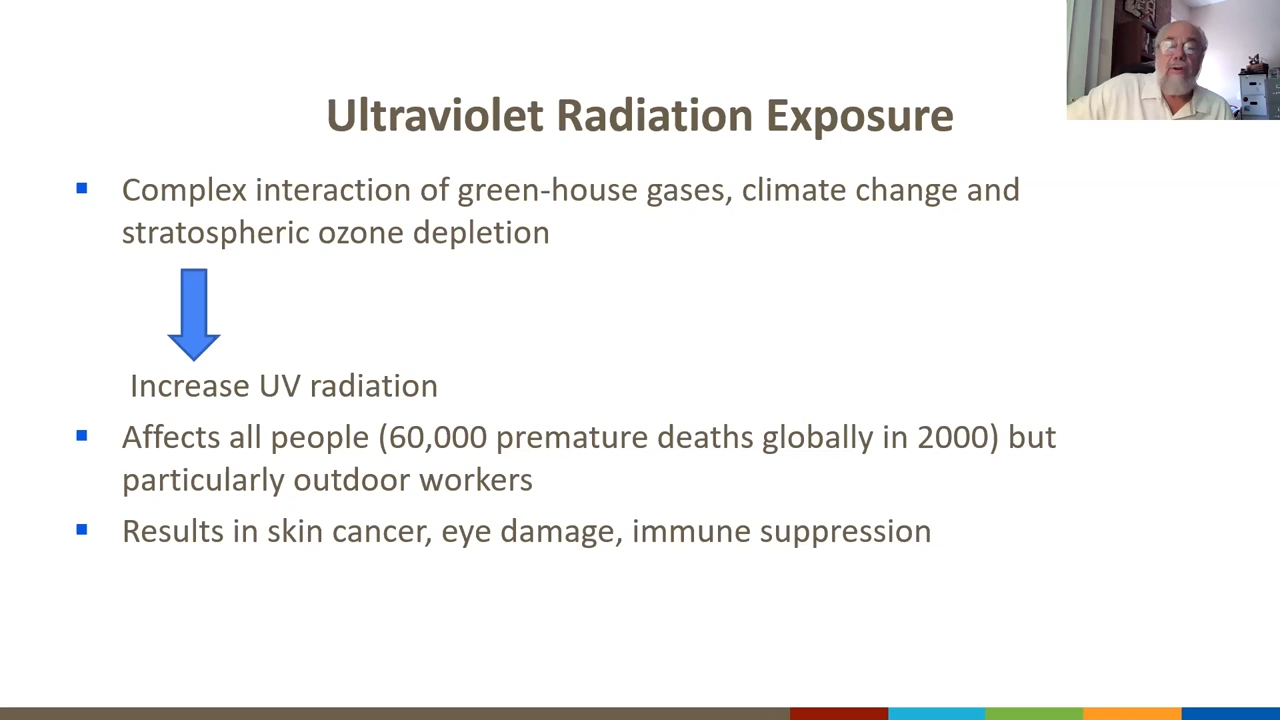 Ultraviolet Radiation Exposure
Complex interaction of green-house gases, climate change and
stratospheric ozone depletion
Increase UV radiation
Affects all people (60,000 premature deaths globally in 2000) but
particularly outdoor workers
Results in skin cancer, eye damage, immune suppression